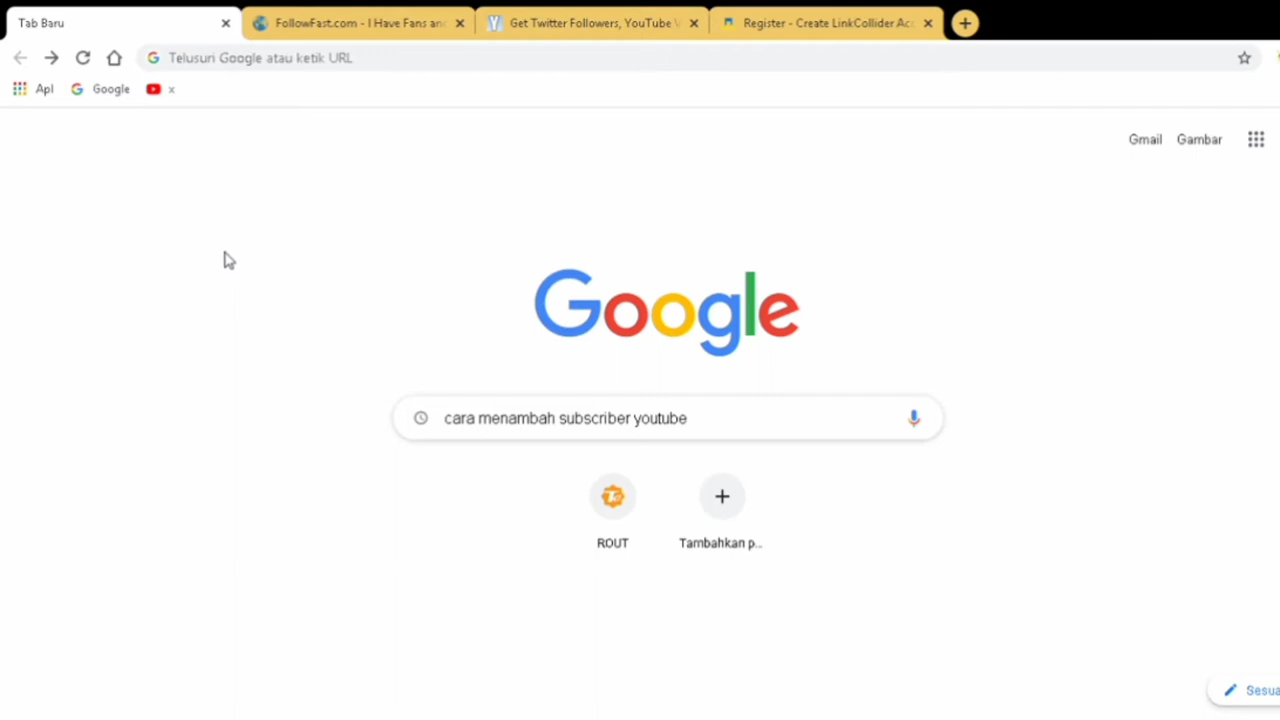 Tab Baru
FollowFast.com - I Have Fans an
Get Twitter Followers, YouTube V
Register - Create LinkCollider Acc
Telusuri Google atau ketik URL
Apl
Google
x
Gmail
Gambar
Google
cara menambah subscriber youtube
ROUT
Tambahkan p...
Sesua